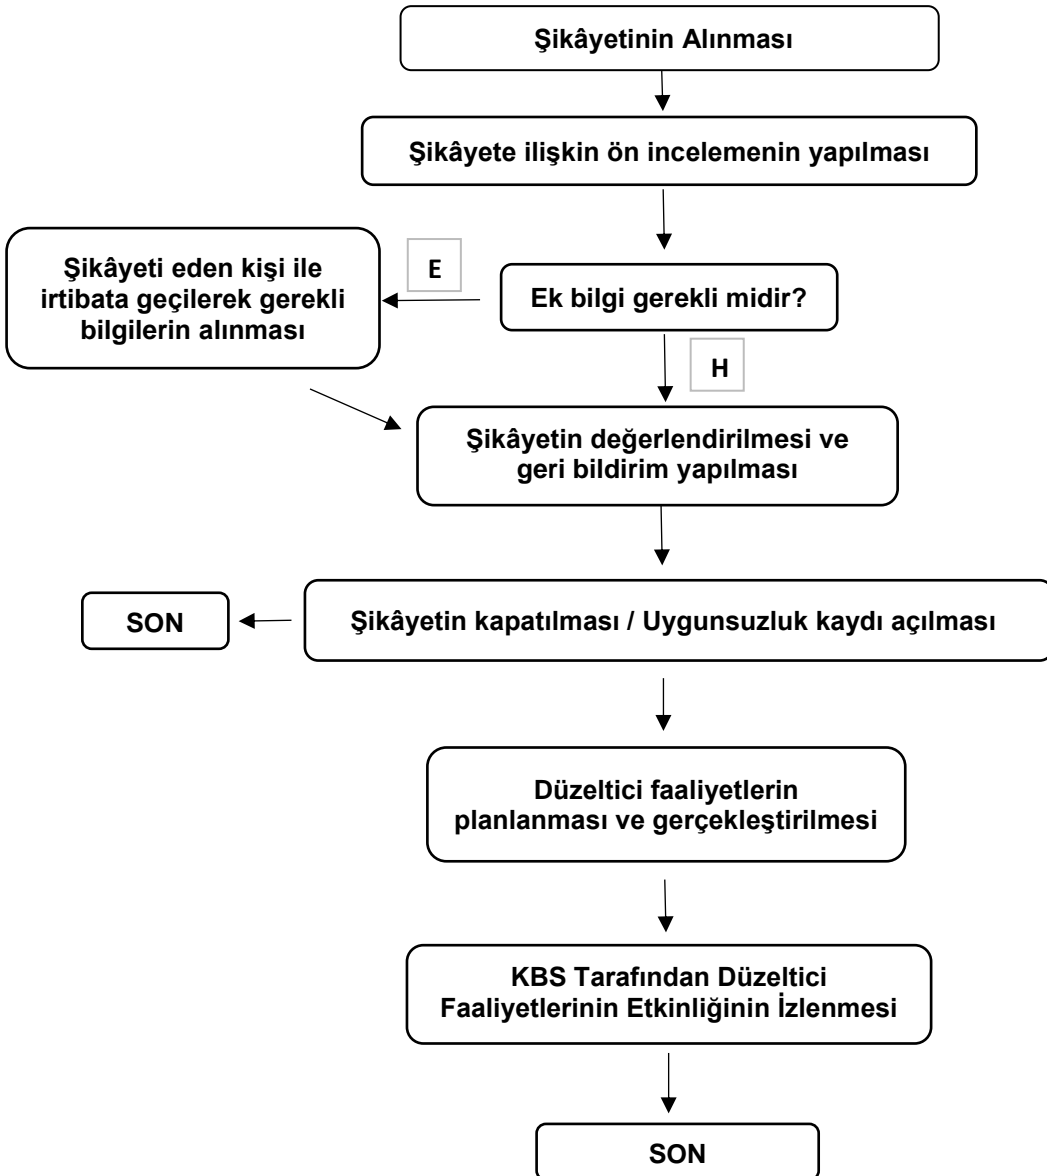 Şikâyetinin Alınması
Şikâyete ilişkin ön incelemenin yapılması
Şikâyeti eden kişi ile
irtibata geçilerek gerekli
bilgilerin alınması
E
Ek bilgi gerekli midir?
H
Şikâyetin değerlendirilmesi ve
geri bildirim yapılması
SON
Şikâyetin kapatılması / Uygunsuzluk kaydı açılması
Düzeltici faaliyetlerin
planlanması ve gerçekleştirilmesi
KBS Tarafından Düzeltici
Faaliyetlerinin Etkinliğinin İzlenmesi
SON